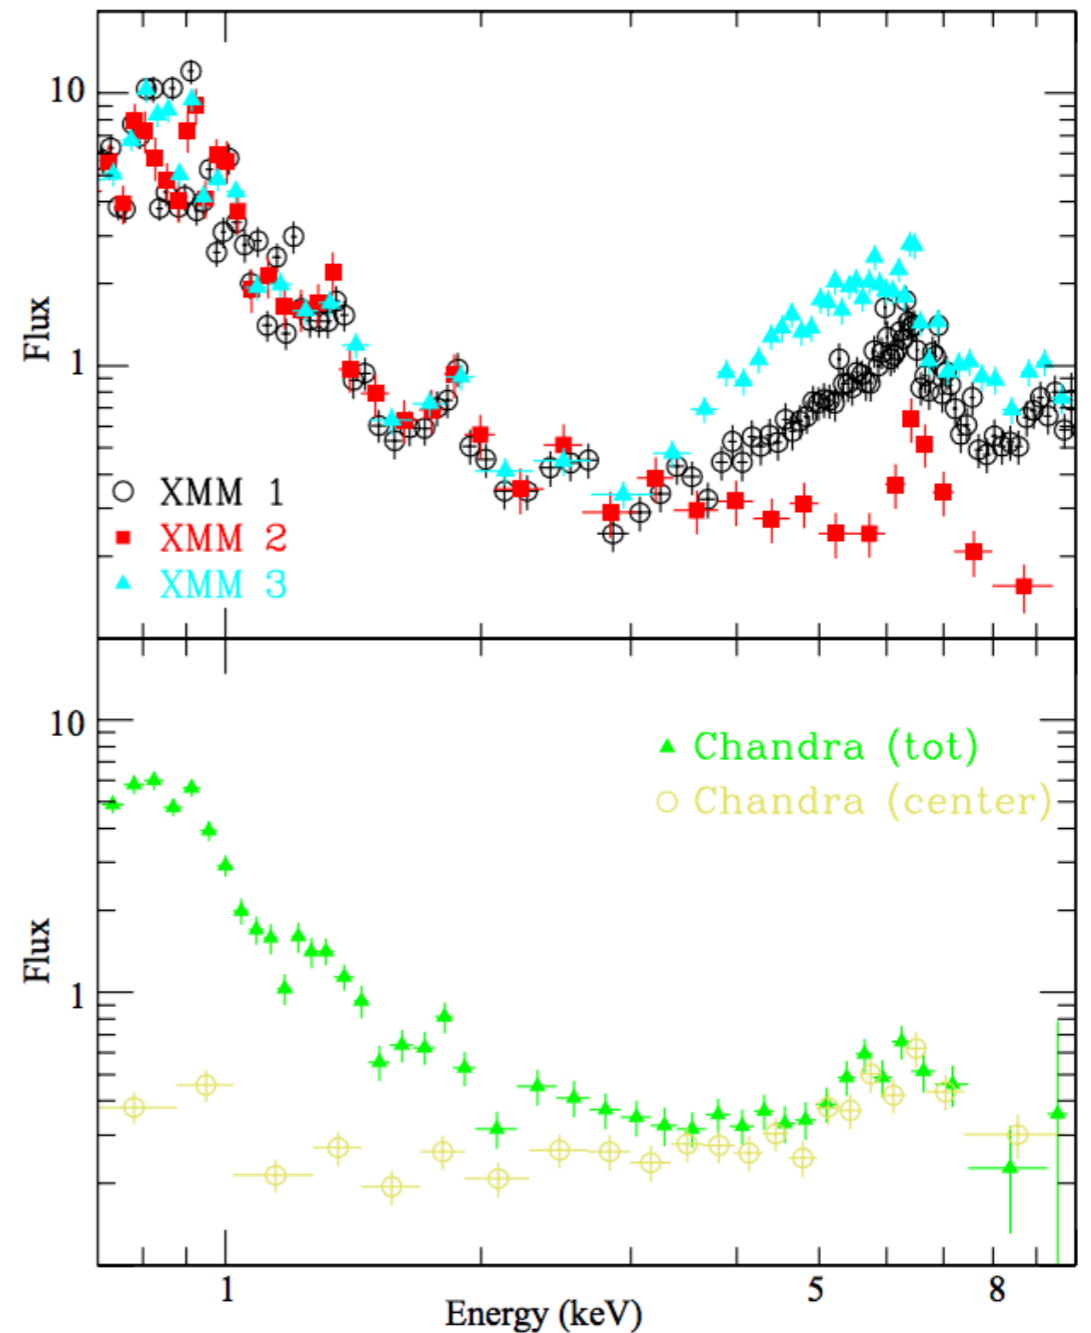 10
Flux
1
XMM 1
XMM 2
XMM 3
10
Chandra (tot)
Chandra (center)
Flux
1
1 5 8
Energy (keV)